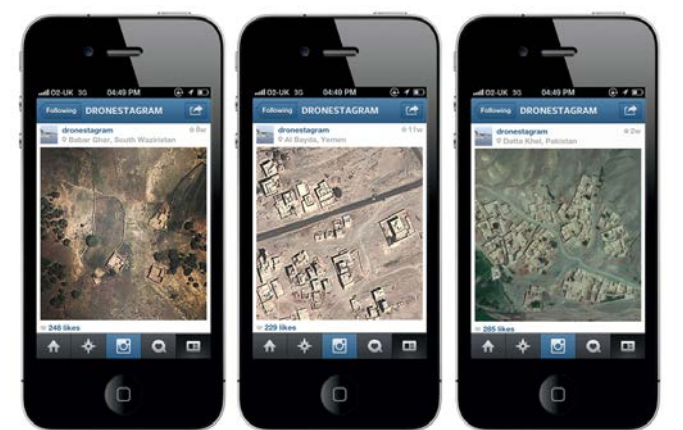 O2-UK 3G 04:49 PM
Following DRONESTAGRAM
dronestagram 8w
Babar Ghar, South Waziristan
248 likes
O2-UK 3G 04:49 PM
Following DRONESTAGRAM
dronestagram 11w
Al Bayda, Yemen
229 likes
O2-UK 3G 04:49 PM
Following DRONESTAGRAM
dronestagram 2w
Datta Khel, Pakistan
285 likes